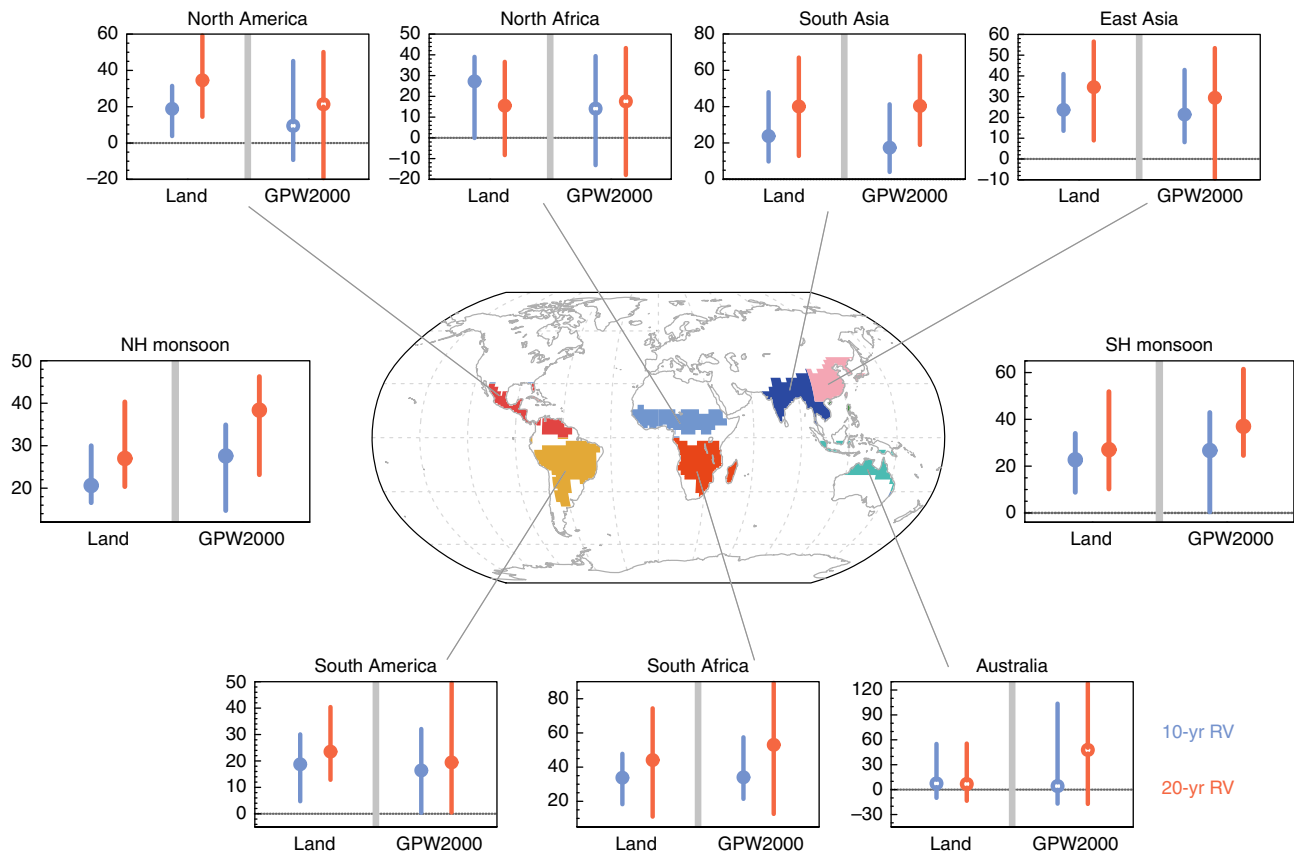 North America
North Africa
South Asia
East Asia
60
40
20
0
−20
50
40
30
20
10
0
−10
−20
80
60
40
20
0
60
50
40
30
20
10
0
−10
Land GPW2000
Land GPW2000
Land GPW2000
Land GPW2000
NH monsoon
50
40
30
20
Land GPW2000
SH monsoon
60
40
20
0
Land GPW2000
South America
South Africa
Australia
50
40
30
20
10
0
80
60
40
20
120
90
60
30
0
−30
10-yr RV
20-yr RV
Land GPW2000
Land GPW2000
Land GPW2000